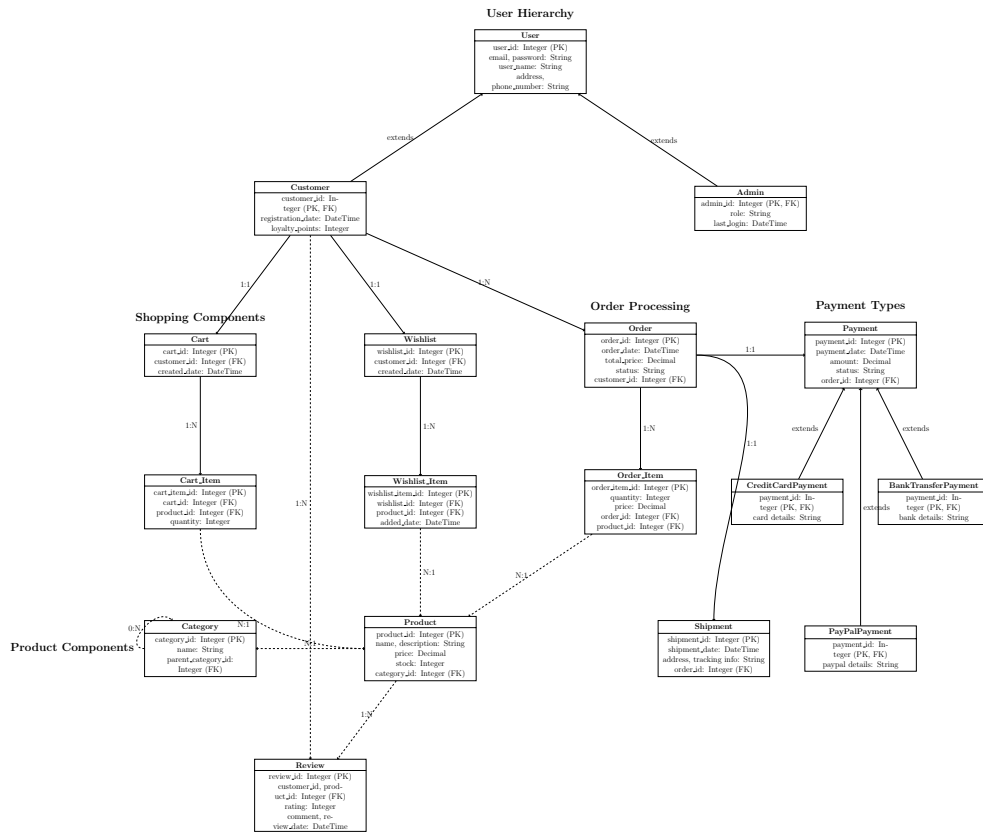 User Hierarchy
User
user_id: Integer (PK)
email, password: String
user_name: String
address,
phone_number: String
extends
extends
Customer
customer_id: In-
teger (PK, FK)
registration_date: DateTime
loyalty_points: Integer
Admin
admin_id: Integer (PK, FK)
role: String
last_login: DateTime
1:1
1:1
1:N
Shopping Components
Order Processing
Payment Types
Cart
cart_id: Integer (PK)
customer_id: Integer (FK)
created_date: DateTime
Wishlist
wishlist_id: Integer (PK)
customer_id: Integer (FK)
created_date: DateTime
Order
order_id: Integer (PK)
order_date: DateTime
total_price: Decimal
status: String
customer_id: Integer (FK)
1:1
Payment
payment_id: Integer (PK)
payment_date: DateTime
amount: Decimal
status: String
order_id: Integer (FK)
1:N
1:N
1:N
1:1
extends
extends
Cart_Item
cart_item_id: Integer (PK)
cart_id: Integer (FK)
product_id: Integer (FK)
quantity: Integer
1:N
Wishlist_Item
wishlist_item_id: Integer (PK)
wishlist_id: Integer (FK)
product_id: Integer (FK)
added_date: DateTime
Order_Item
order_item_id: Integer (PK)
quantity: Integer
price: Decimal
order_id: Integer (FK)
product_id: Integer (FK)
CreditCardPayment
payment_id: In-
teger (PK, FK)
card details: String
extends
BankTransferPayment
payment_id: In-
teger (PK, FK)
bank details: String
N:1
N:1
0:N
N:1
Product Components
Category
category_id: Integer (PK)
name: String
parent_category_id:
Integer (FK)
Product
product_id: Integer (PK)
name, description: String
price: Decimal
stock: Integer
category_id: Integer (FK)
Shipment
shipment_id: Integer (PK)
shipment_date: DateTime
address, tracking info: String
order_id: Integer (FK)
PayPalPayment
payment_id: In-
teger (PK, FK)
paypal details: String
1:N
Review
review_id: Integer (PK)
customer_id, prod-
uct_id: Integer (FK)
rating: Integer
comment, re-
view_date: DateTime